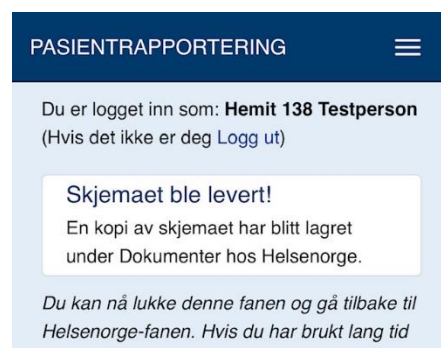 PASIENTRAPPORTERING
Du er logget inn som: Hemit 138 Testperson
(Hvis det ikke er deg Logg ut)
Skjemaet ble levert!
En kopi av skjemaet har blitt lagret
under Dokumenter hos Helsenorge.
Du kan nå lukke denne fanen og gå tilbake til
Helsenorge-fanen. Hvis du har brukt lang tid